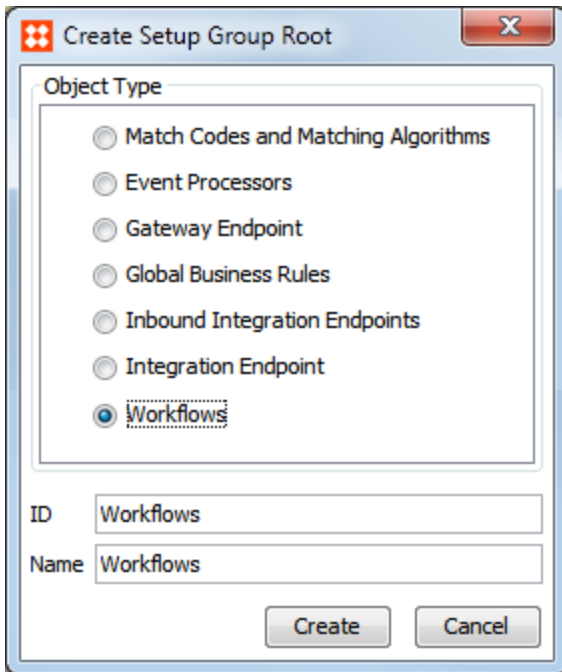 Create Setup Group Root
X
Object Type
Match Codes and Matching Algorithms
Event Processors
Gateway Endpoint
Global Business Rules
Inbound Integration Endpoints
Integration Endpoint
Workflows
ID Workflows
Name Workflows
Create Cancel